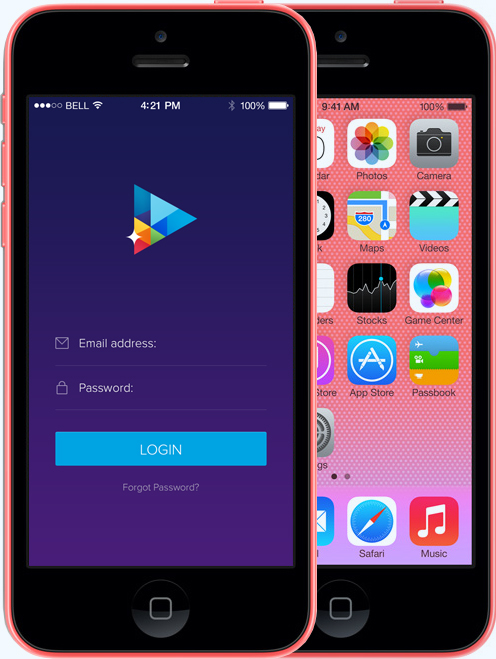 ●●●○○ BELL 4:21 PM 100%
Email address:
Password:
LOGIN
Forgot Password?
9:41 AM 100%
dar Photos Camera
280
k Maps Videos
ders Stocks Game Center
Store App Store Passbook
gs
l Safari Music